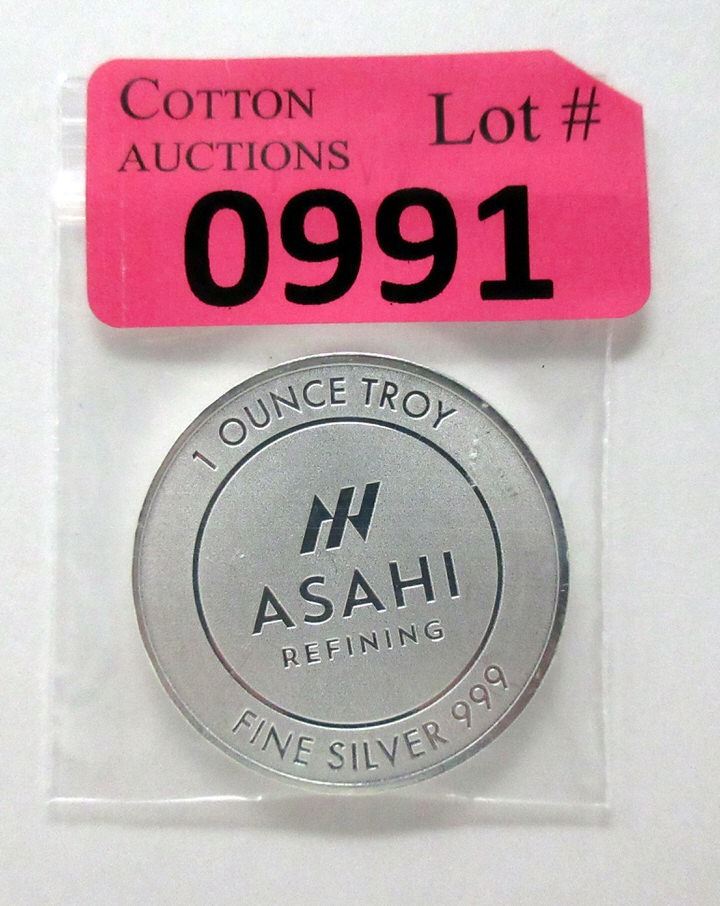 COTTON
AUCTIONS
Lot #
0991
1 OUNCE TROY
ASAHI
REFINING
FINE SILVER 999